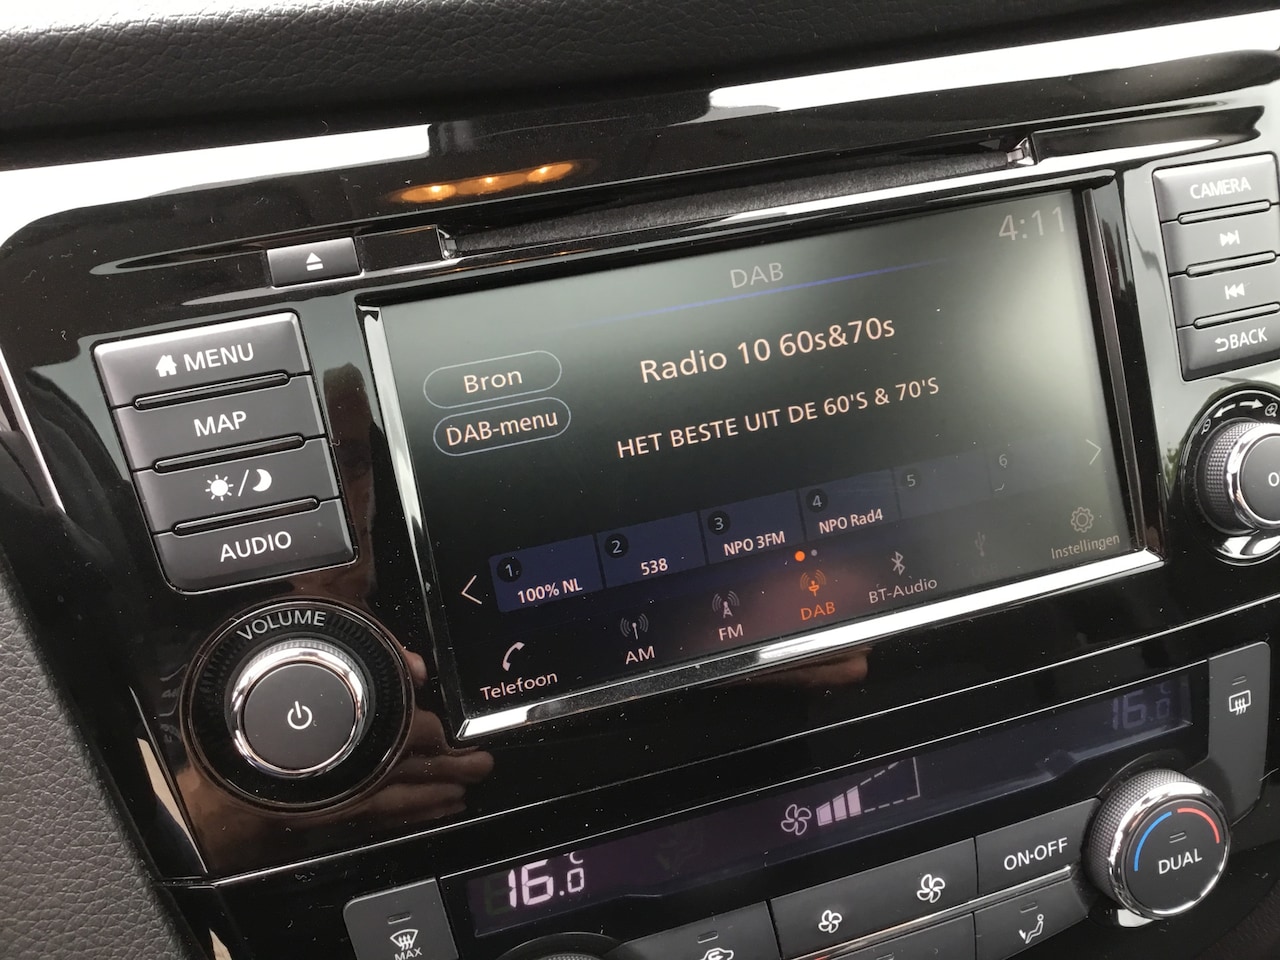 CAMERA
BACK
MENU
MAP
AUDIO
VOLUME
4:11
DAB
Bron
DAB-menu
Radio 10 60s&70s
HET BESTE UIT DE 60'S & 70'S
1 100% NL
2 538
3 NPO 3FM
4 NPO Rad4
5
6
Telefoon
AM
FM
DAB
BT-Audio
Instellingen
16.0 °C
16.0 °C
ON·OFF
DUAL
MAX